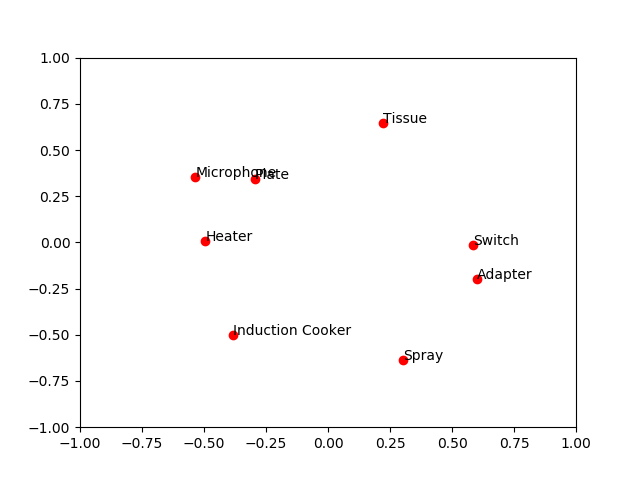 1.00
0.75
0.50
0.25
0.00
−0.25
−0.50
−0.75
−1.00
Tissue
Microphone
Plate
Heater
Switch
Adapter
Induction Cooker
Spray
−1.00 −0.75 −0.50 −0.25 0.00 0.25 0.50 0.75 1.00